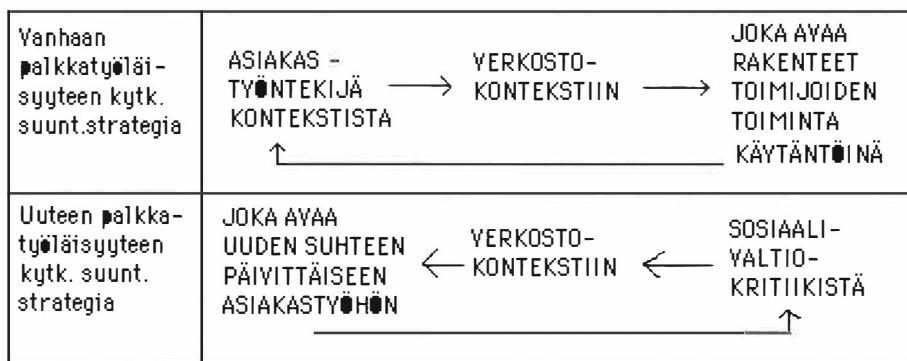 Vanhaan
palkkatyöläi-
syyteen kytk.
suunt.strategia
ASIAKAS -
TYÖNTEKIJÄ
KONTEKSTISTA
VERKOSTO-
KONTEKSTIIN
JOKA AVAA
RAKENTEET
TOIMIJOIDEN
TOIMINTA
KÄYTÄNTÖINÄ
Uuteen palkka-
työläisyyteen
kytk. suunt.
strategia
JOKA AVAA
UUDEN SUHTEEN
PÄIVITTÄISEEN
ASIAKASTYÖHÖN
VERKOSTO-
KONTEKSTIIN
SOSIAALI-
VALTIO-
KRITIIKISTÄ